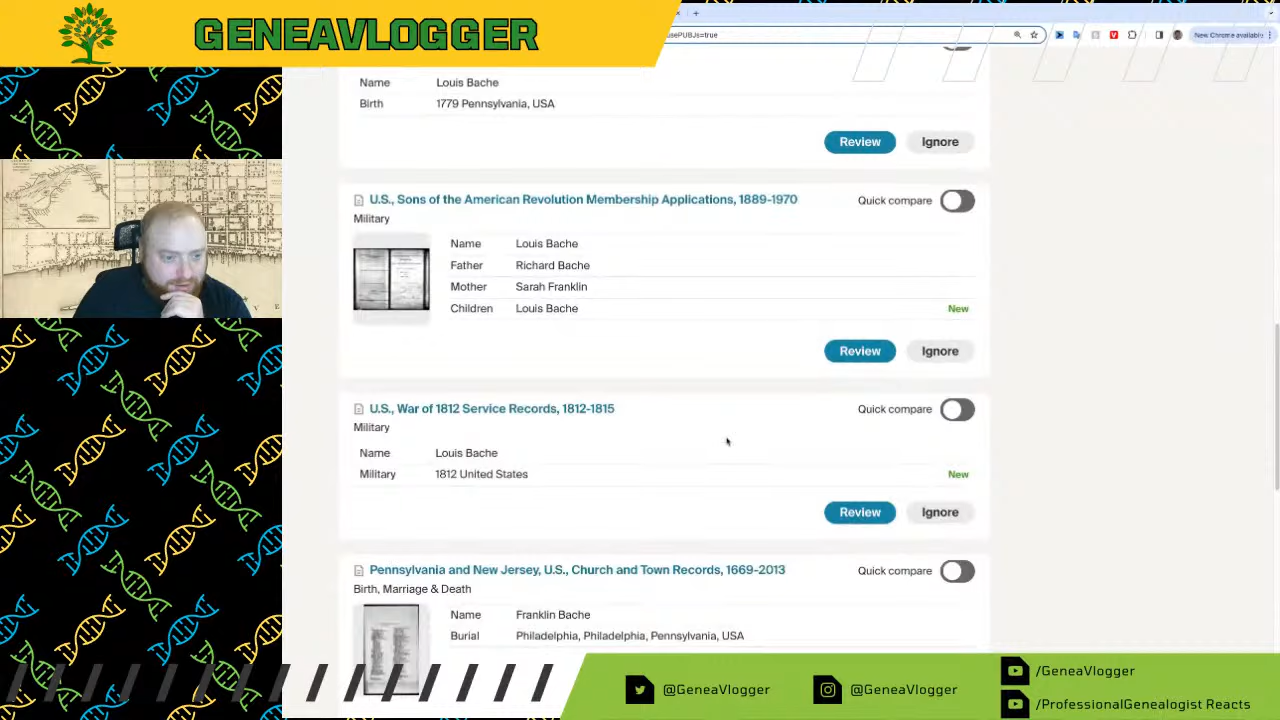 GENEAVLOGGER
usePUBJs=true
New Chrome available
Name Louis Bache
Birth 1779 Pennsylvania, USA
Review Ignore
U.S., Sons of the American Revolution Membership Applications, 1889-1970 Quick compare
Military
Name Louis Bache
Father Richard Bache
Mother Sarah Franklin
Children Louis Bache New
Review Ignore
U.S., War of 1812 Service Records, 1812-1815 Quick compare
Military
Name Louis Bache
Military 1812 United States New
Review Ignore
Pennsylvania and New Jersey, U.S., Church and Town Records, 1669-2013 Quick compare
Birth, Marriage & Death
Name Franklin Bache
Burial Philadelphia, Philadelphia, Pennsylvania, USA
@GeneaVlogger @GeneaVlogger /GeneaVlogger
/ProfessionalGenealogist Reacts